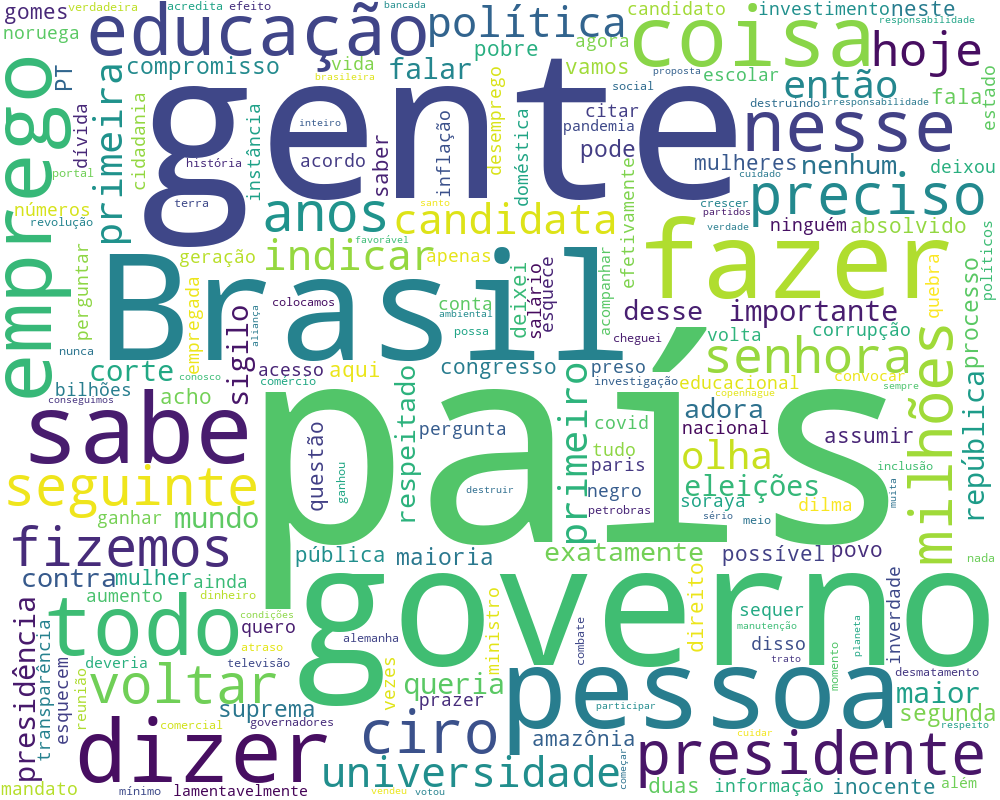 gomes
verdadeira
acredita
efeito
bancada
candidato
investimento
neste
responsabilidade
noruega
educação
política
coisa
hoje
PT
compromisso
vida
falar
pobre
agora
vamos
escolar
então
fala
estado
emprego
dívida
primeira
cidadania
instância
brasileira
gente
desemprego
doméstica
social
proposta
citar
pandemia
pode
destruindo
irresponsabilidade
nesse
portal
inteiro
história
acordo
saber
inflação
mulheres
nenhum
deixou
cuidado
números
revolução
terra
anos
santo
candidata
efetivamente
crescer
partidos
preciso
verdade
ninguém
absolvido
políticos
perguntar
geração
indicar
favorável
apenas
fazer
quebra
processo
nunca
empregada
Brasil
colocamos
aliança
conta
ambiental
possa
deixei
salário
esquece
acompanhar
desse
importante
cheguei
volta
corrupção
corte
conosco
sigilo
acesso
comércio
aqui
congresso
preso
investigação
senhora
educacional
convocar
sempre
bilhões
conseguimos
acho
país
respeitado
primeiro
copenhague
adora
milhões
república
sabe
questão
pergunta
covid
nacional
assumir
tudo
olha
paris
inclusão
seguinte
ganhou
destruir
negro
eleições
muita
petrobras
soraya
dilma
ganhar
mundo
sério
meio
fizemos
pública
maioria
exatamente
possível
povo
nada
contra
mulher
ainda
aumento
dinheiro
governo
direitos
sequer
inverdade
presidência
transparência
todo
condições
quero
alemanha
ministro
combate
manutenção
disso
momento
planeta
atraso
deveria
televisão
trato
desmatamento
esquecem
reunião
voltar
vezes
queria
pessoa
maior
suprema
prazer
participar
segunda
comercial
governadores
respeito
dizer
ciro
amazônia
cuidar
presidente
começar
universidade
mandato
mínimo
lamentavelmente
vendeu
votou
duas
informação
inocente
além